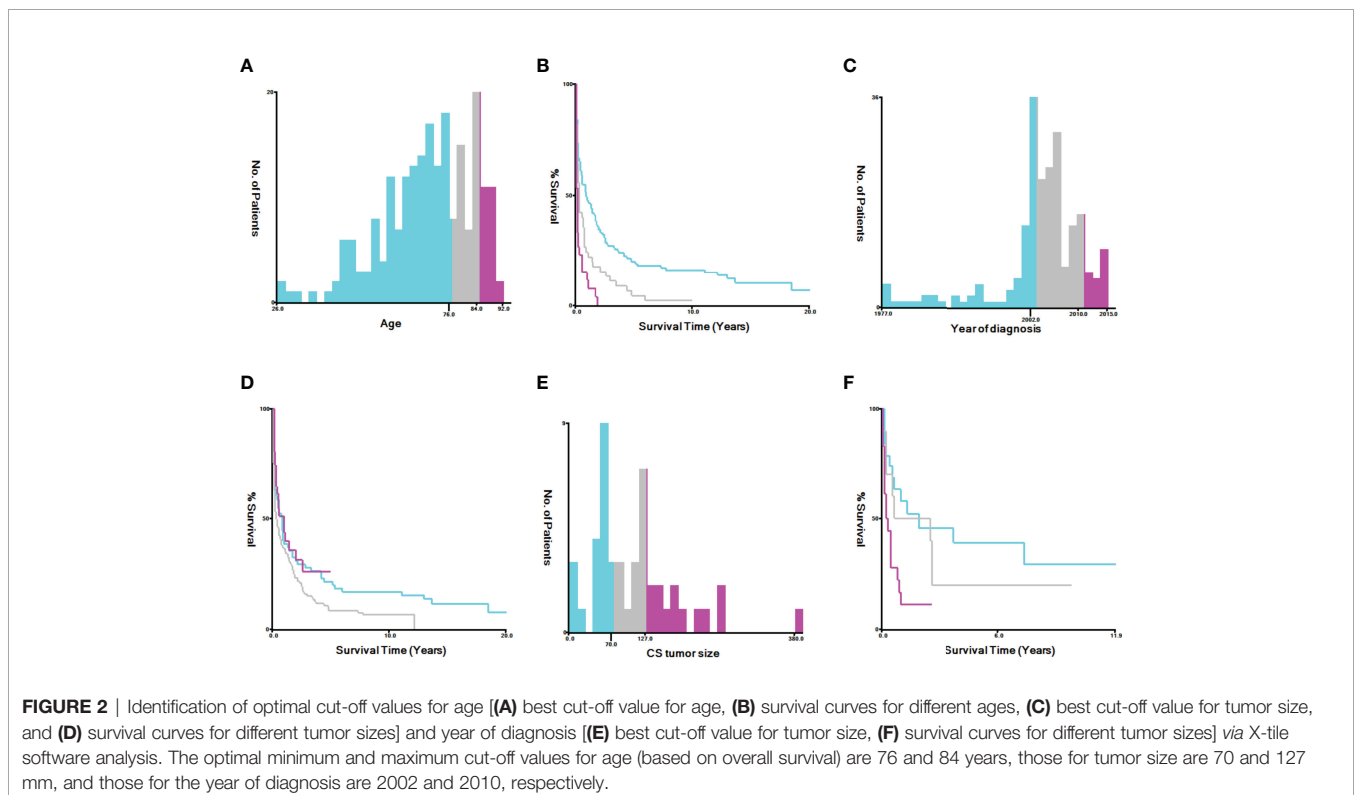 A
20
No. of Patients
0
26.0
76.0
84.0
92.0
Age
B
100
% Survival
50
0
0.0
10.0
20.0
Survival Time (Years)
C
36
No. of Patients
0
1977.0
2002.0
2010.0
2015.0
Year of diagnosis
D
100
% Survival
50
0
0.0
10.0
20.0
Survival Time (Years)
E
9
No. of Patients
0
0.0
70.0
127.0
380.0
CS tumor size
F
100
% Survival
50
0
0.0
6.0
11.9
Survival Time (Years)
FIGURE 2 | Identification of optimal cut-off values for age [(A) best cut-off value for age, (B) survival curves for different ages, (C) best cut-off value for tumor size,
and (D) survival curves for different tumor sizes] and year of diagnosis [(E) best cut-off value for tumor size, (F) survival curves for different tumor sizes] via X-tile
software analysis. The optimal minimum and maximum cut-off values for age (based on overall survival) are 76 and 84 years, those for tumor size are 70 and 127
mm, and those for the year of diagnosis are 2002 and 2010, respectively.